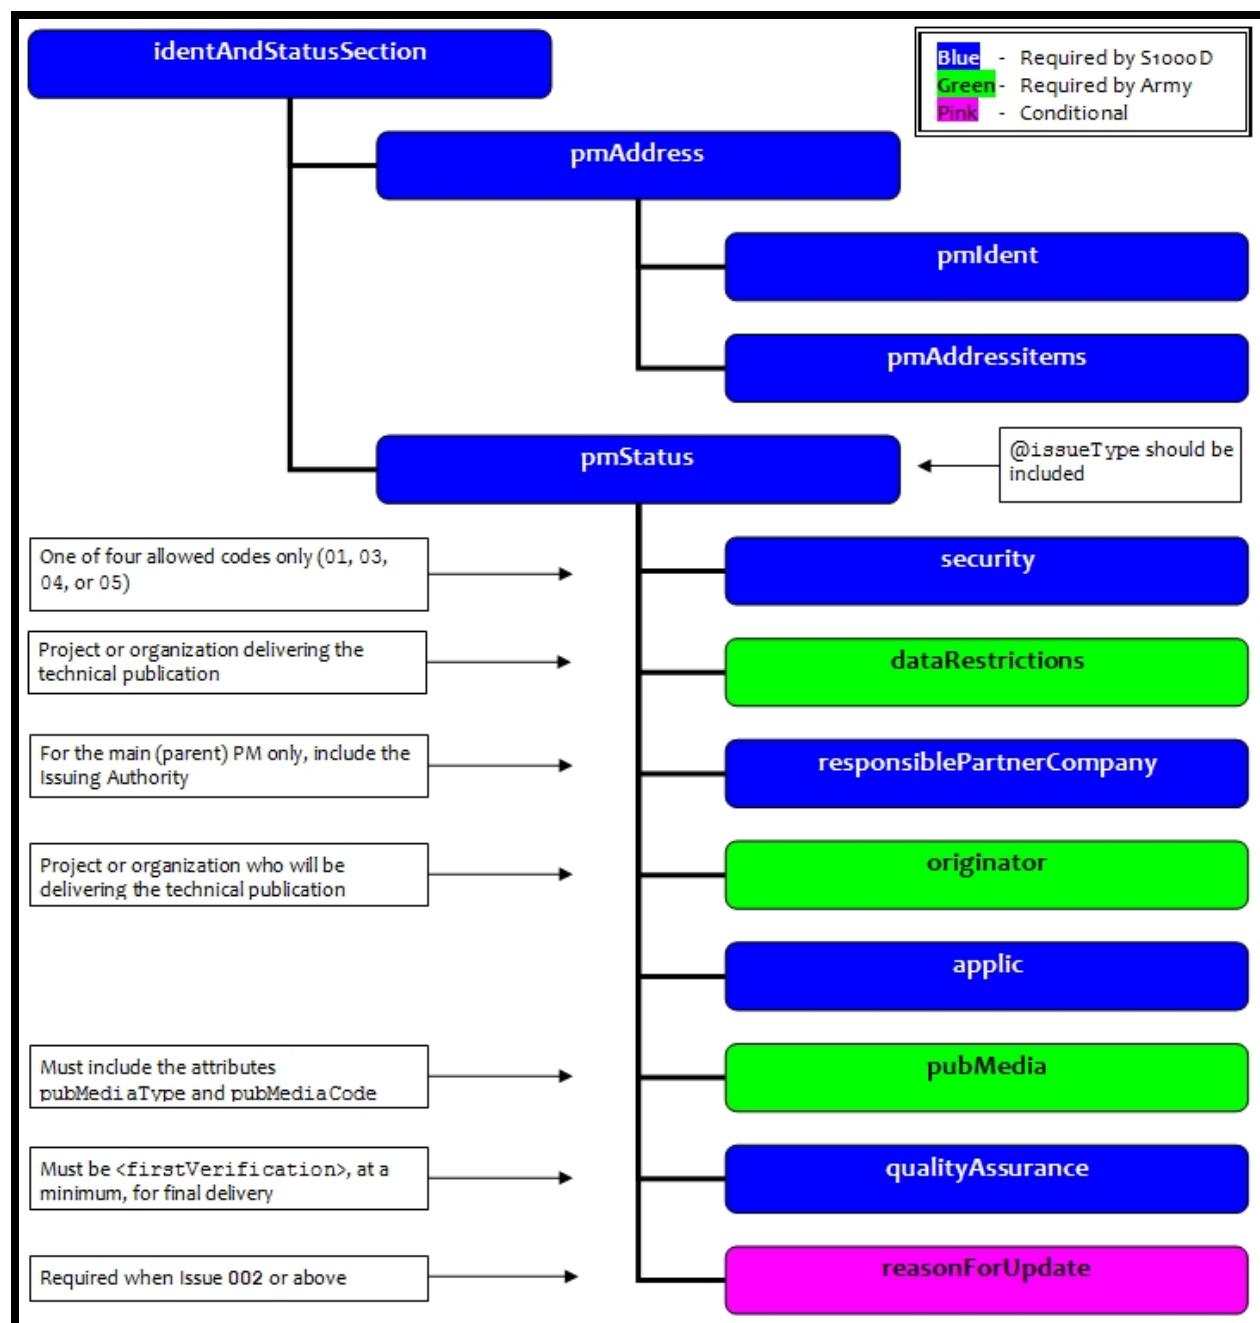 identAndStatusSection
Blue - Required by S1000D
Green - Required by Army
Pink - Conditional
pmAddress
pmIdent
pmAddressitems
pmStatus
@issueType should be
included
One of four allowed codes only (01, 03,
04, or 05)
security
Project or organization delivering the
technical publication
dataRestrictions
For the main (parent) PM only, include the
Issuing Authority
responsiblePartnerCompany
Project or organization who will be
delivering the technical publication
originator
applic
Must include the attributes
pubMediaType and pubMediaCode
pubMedia
Must be <firstVerification>, at a
minimum, for final delivery
qualityAssurance
Required when Issue 002 or above
reasonForUpdate